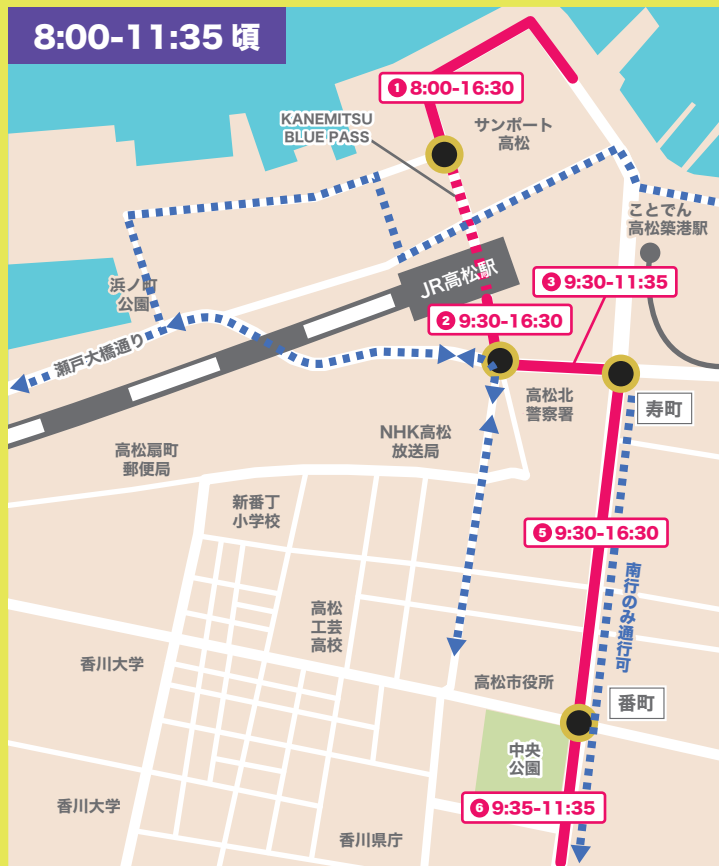 8:00-11:35 頃
❶ 8:00-16:30
KANEMITSU
BLUE PASS
サンポート
高松
ことでん
高松築港駅
JR高松駅
❸ 9:30-11:35
浜ノ町
公園
❷ 9:30-16:30
瀬戸大橋通り
高松北
警察署
寿町
高松扇町
郵便局
NHK高松
放送局
新番丁
小学校
❺ 9:30-16:30
南行のみ通行可
高松
工芸
高校
香川大学
高松市役所
番町
中央
公園
香川大学
❻ 9:35-11:35
香川県庁